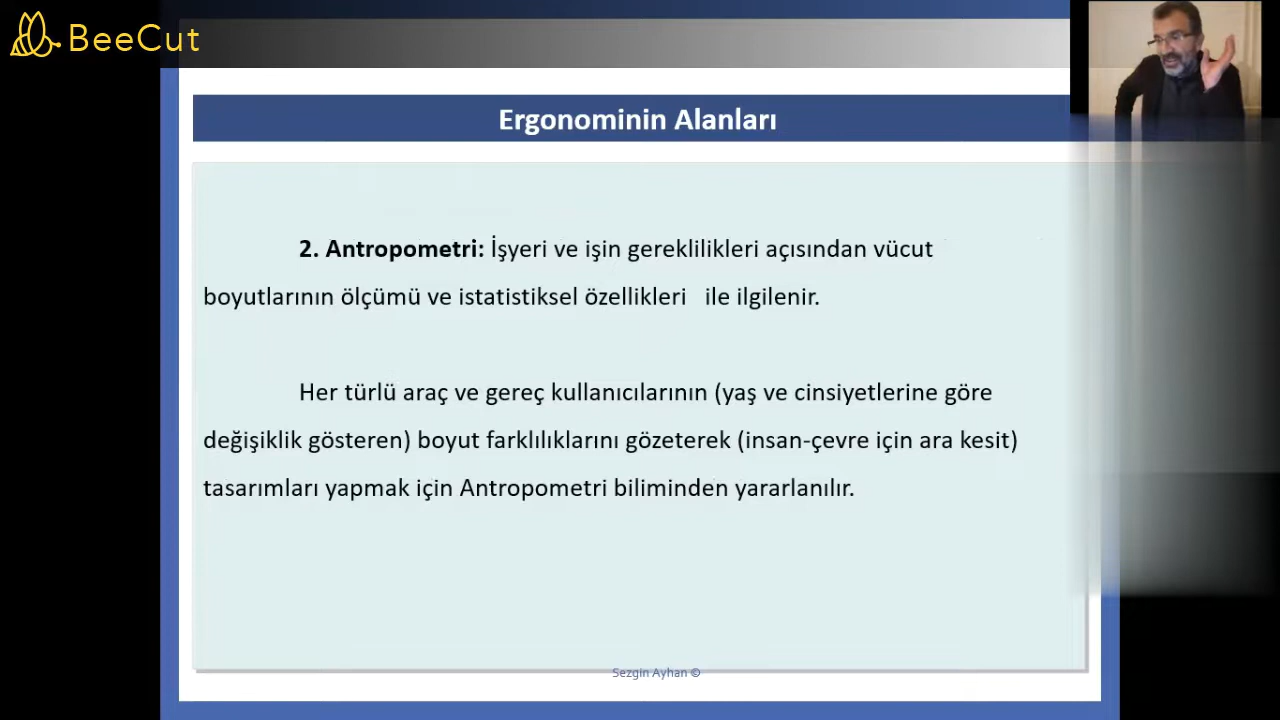 BeeCut
Ergonominin Alanları
2. Antropometri: İşyeri ve işin gereklilikleri açısından vücut
boyutlarının ölçümü ve istatistiksel özellikleri ile ilgilenir.
Her türlü araç ve gereç kullanıcılarının (yaş ve cinsiyetlerine göre
değişiklik gösteren) boyut farklılıklarını gözeterek (insan-çevre için ara kesit)
tasarımları yapmak için Antropometri biliminden yararlanılır.
Sezgin Ayhan ©